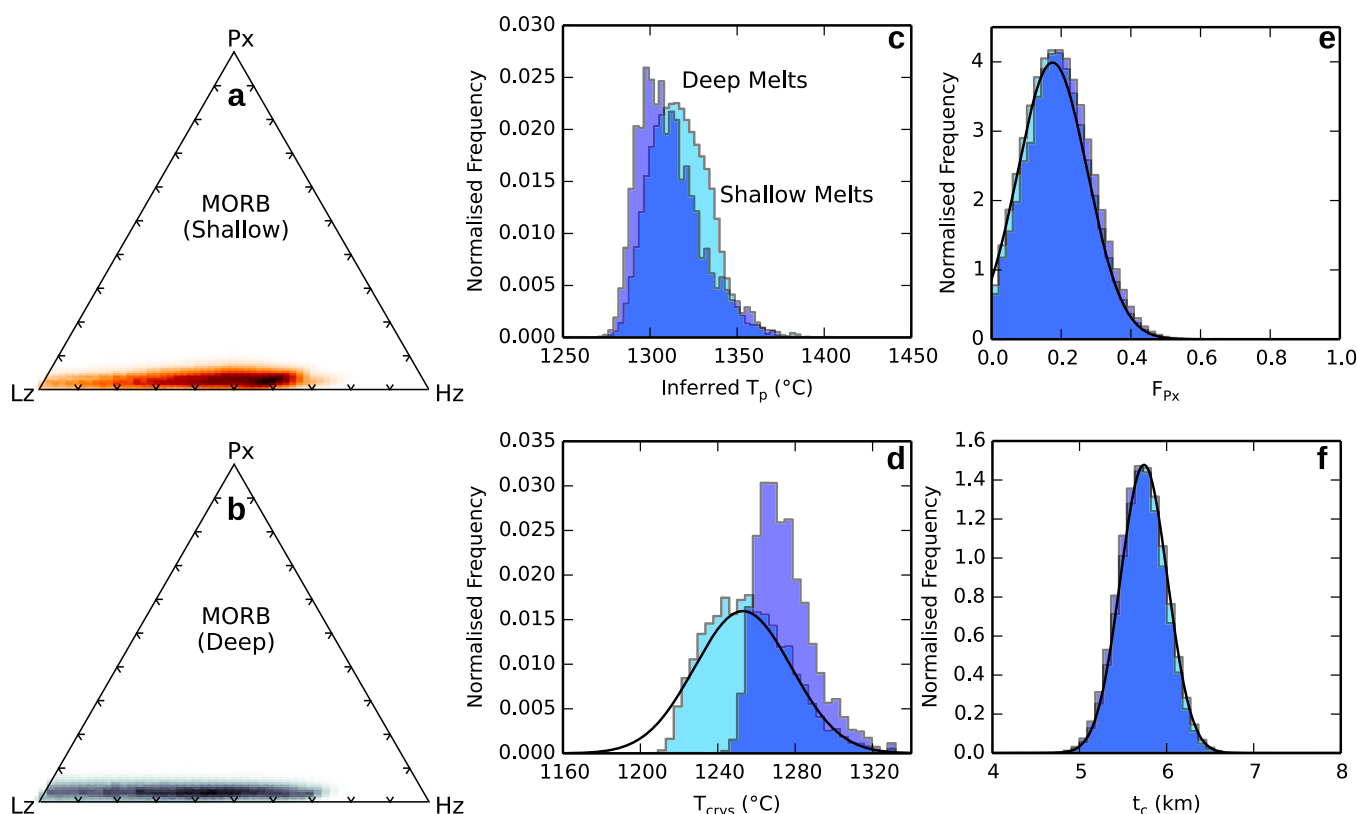 Px
a
MORB
(Shallow)
Lz
Hz
Px
b
MORB
(Deep)
Lz
Hz
c
0.030
0.025
0.020
0.015
0.010
0.005
0.000
Normalised Frequency
Deep Melts
Shallow Melts
1250
1300
1350
1400
1450
Inferred Tp (°C)
e
4
3
2
1
0
Normalised Frequency
0.0
0.2
0.4
0.6
0.8
1.0
FPx
d
0.035
0.030
0.025
0.020
0.015
0.010
0.005
0.000
Normalised Frequency
1160
1200
1240
1280
1320
Tcrys (°C)
f
1.6
1.4
1.2
1.0
0.8
0.6
0.4
0.2
0.0
Normalised Frequency
4
5
6
7
8
tc (km)